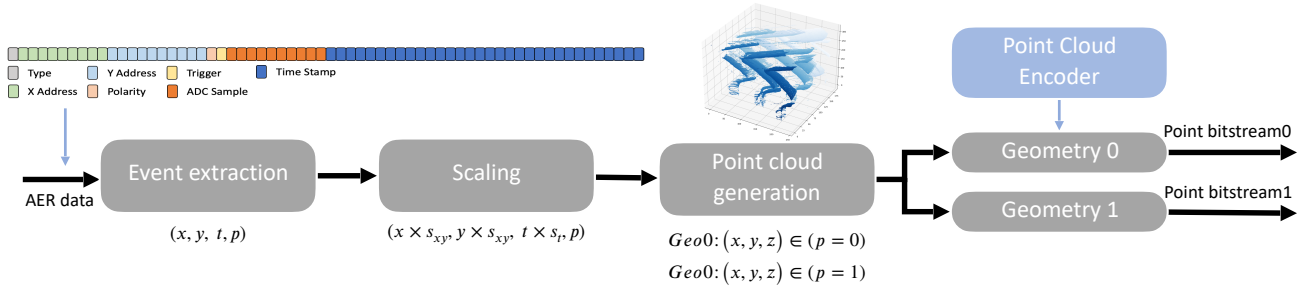 Type
Y Address
Trigger
Time Stamp
X Address
Polarity
ADC Sample
Point Cloud
Encoder
AER data
Event extraction
(x, y, t, p)
Scaling
(x × s_xy, y × s_xy, t × s_t, p)
Point cloud
generation
Geo0: (x, y, z) ∈ (p = 0)
Geo0: (x, y, z) ∈ (p = 1)
Geometry 0
Point bitstream0
Geometry 1
Point bitstream1